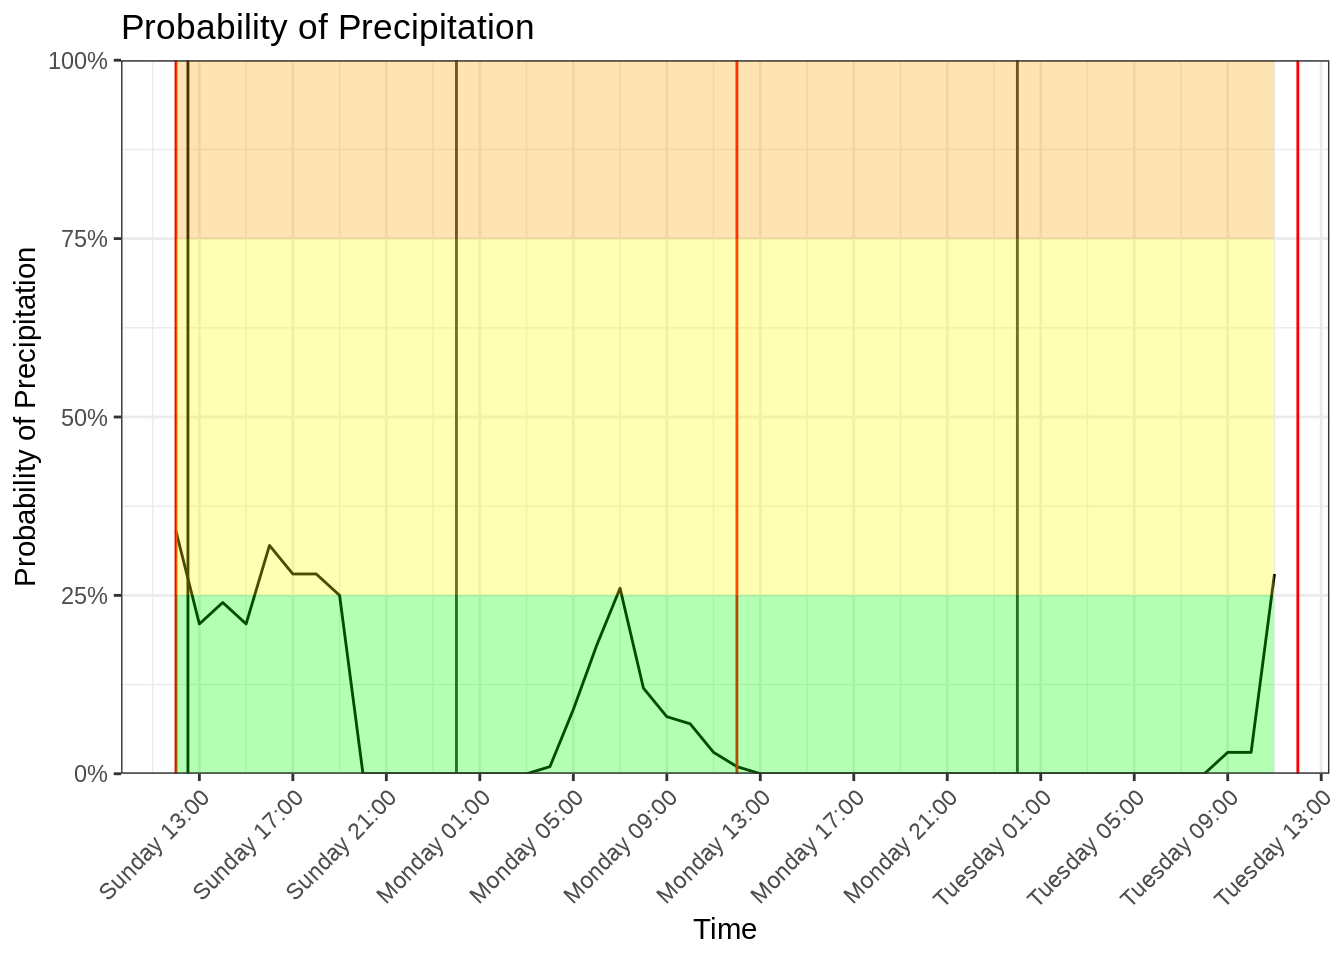 Probability of Precipitation
Probability of Precipitation
100%
75%
50%
25%
0%
Sunday 13:00
Sunday 17:00
Sunday 21:00
Monday 01:00
Monday 05:00
Monday 09:00
Monday 13:00
Monday 17:00
Monday 21:00
Tuesday 01:00
Tuesday 05:00
Tuesday 09:00
Tuesday 13:00
Time